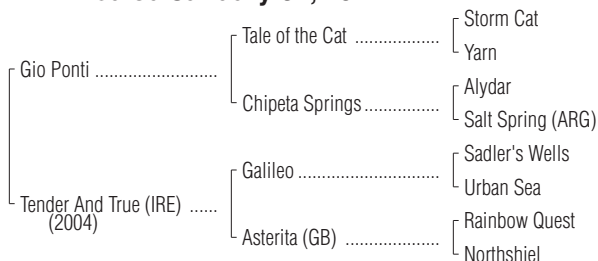 Storm Cat
Tale of the Cat ...................
Yarn
Gio Ponti ...........................
Alydar
Chipeta Springs .................
Salt Spring (ARG)
Sadler's Wells
Galileo ................................
Urban Sea
Tender And True (IRE) ......
(2004)
Rainbow Quest
Asterita (GB) .....................
Northshiel